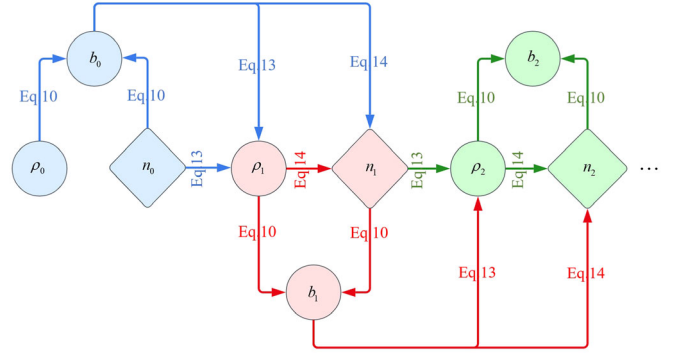 b₀
Eq.13
Eq.14
b₂
Eq.10
Eq.10
Eq.10
Eq.10
ρ₀
n₀
Eq.13
ρ₁
Eq.14
n₁
Eq.13
ρ₂
Eq.14
n₂
...
Eq.10
Eq.10
Eq.13
Eq.14
b₁